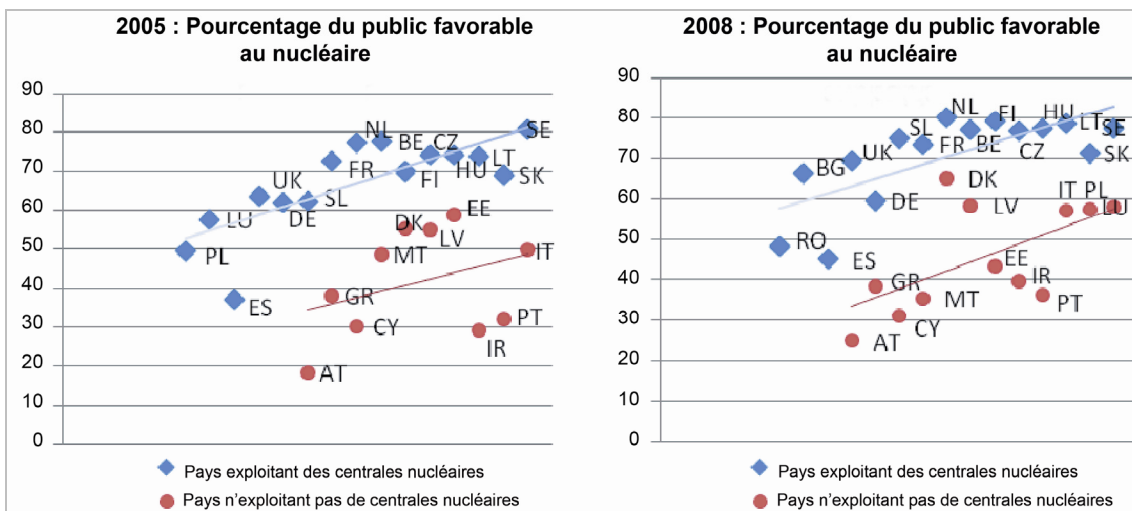 2005 : Pourcentage du public favorable
au nucléaire
90
80
70
60
50
40
30
20
10
0
PL
LU
ES
UK
DE
SL
FR
NL
BE
FI
CZ
HU
LT
SK
SE
AT
GR
CY
MT
DK
LV
EE
IR
PT
IT
Pays exploitant des centrales nucléaires
Pays n’exploitant pas de centrales nucléaires
2008 : Pourcentage du public favorable
au nucléaire
90
80
70
60
50
40
30
20
10
0
RO
BG
ES
UK
DE
SL
FR
NL
BE
FI
CZ
HU
LT
SK
SE
AT
GR
CY
MT
DK
LV
EE
IR
PT
IT
PL
LU
Pays exploitant des centrales nucléaires
Pays n’exploitant pas de centrales nucléaires